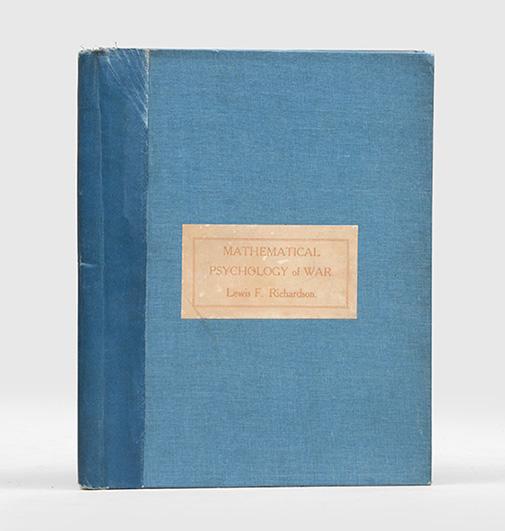 MATHEMATICAL
PSYCHOLOGY of WAR
Lewis F. Richardson.